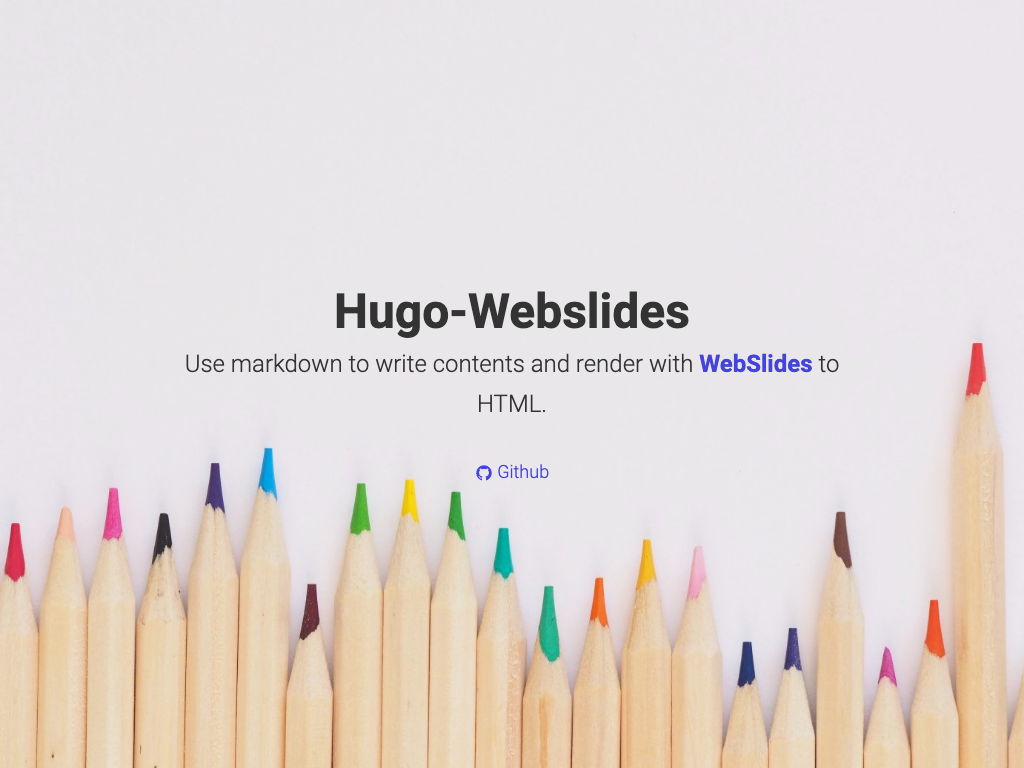 Hugo-Webslides
Use markdown to write contents and render with WebSlides to
HTML.
Github